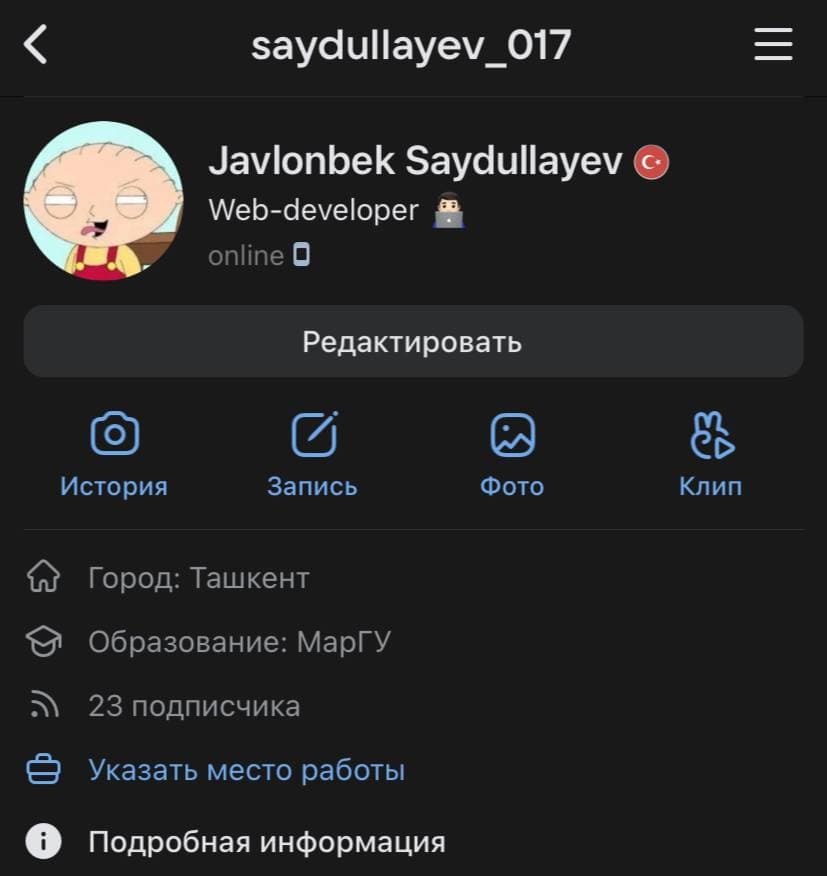 saydullayev_017
Javlonbek Saydullayev
Web-developer
online
Редактировать
История
Запись
Фото
Клип
Город: Ташкент
Образование: МарГУ
23 подписчика
Указать место работы
Подробная информация